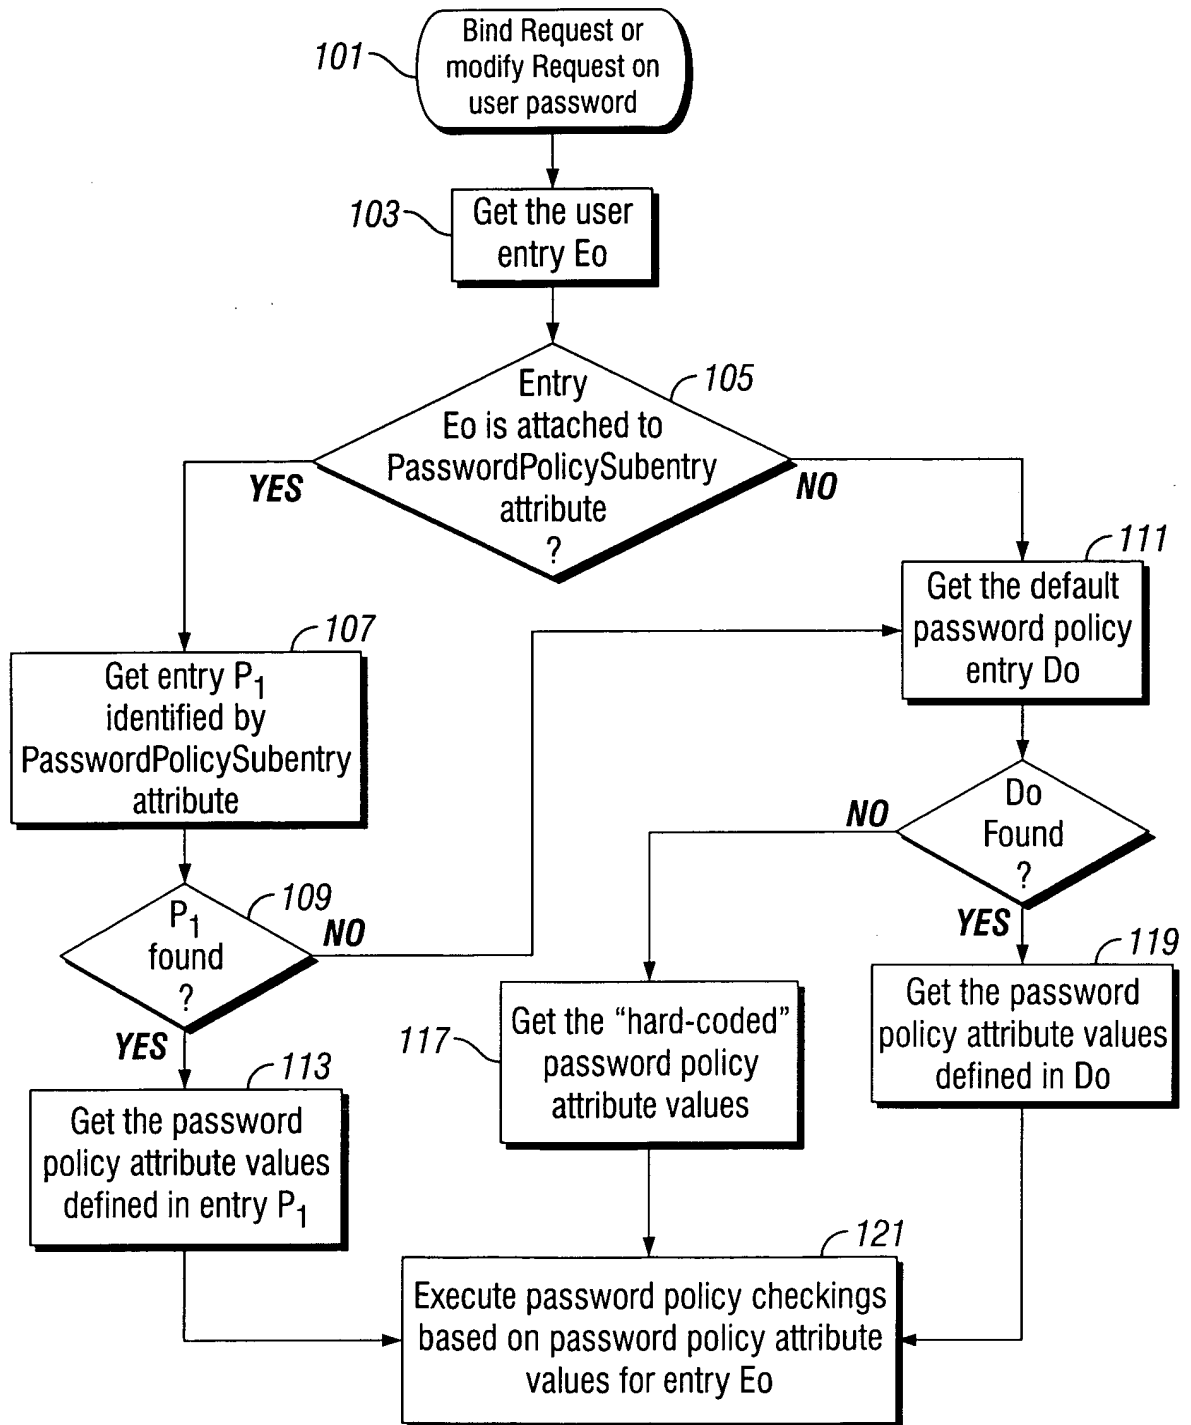 101
Bind Request or
modify Request on
user password
103
Get the user
entry Eo
105
Entry
Eo is attached to
PasswordPolicySubentry
attribute
?
YES
NO
111
Get the default
password policy
entry Do
107
Get entry P1
identified by
PasswordPolicySubentry
attribute
Do
Found
?
NO
YES
109
P1
found
?
NO
YES
119
Get the password
policy attribute values
defined in Do
117
Get the “hard-coded”
password policy
attribute values
113
Get the password
policy attribute values
defined in entry P1
121
Execute password policy checkings
based on password policy attribute
values for entry Eo